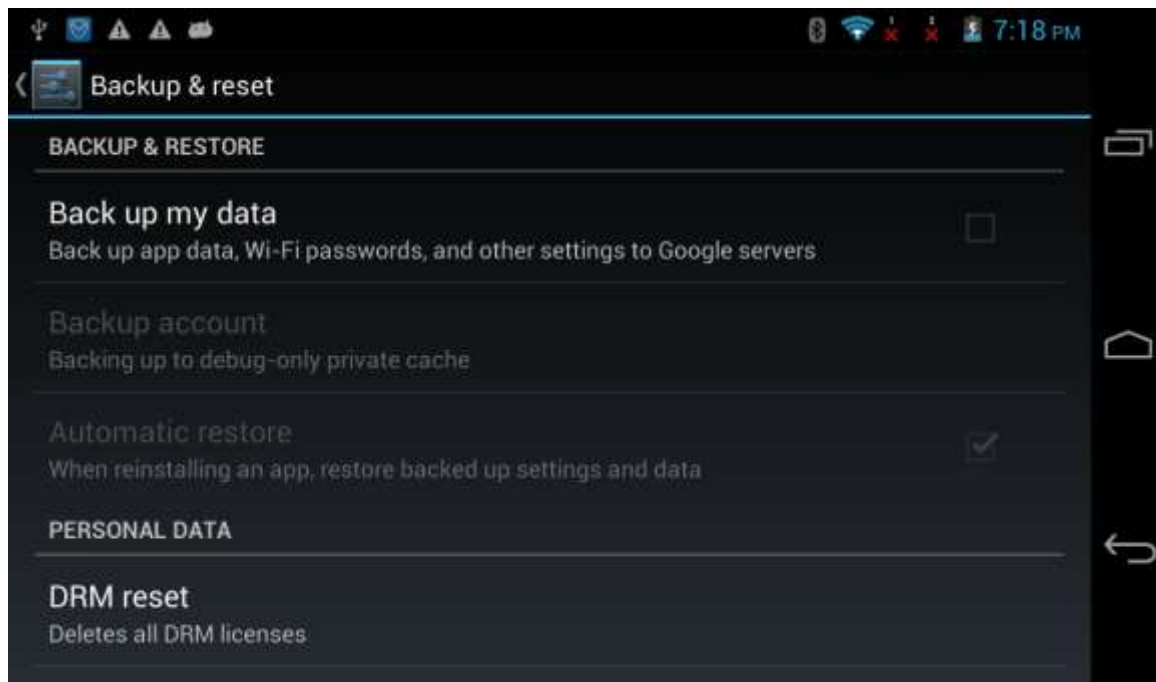 7:18 PM
Backup & reset
BACKUP & RESTORE
Back up my data
Back up app data, Wi-Fi passwords, and other settings to Google servers
Backup account
Backing up to debug-only private cache
Automatic restore
When reinstalling an app, restore backed up settings and data
PERSONAL DATA
DRM reset
Deletes all DRM licenses